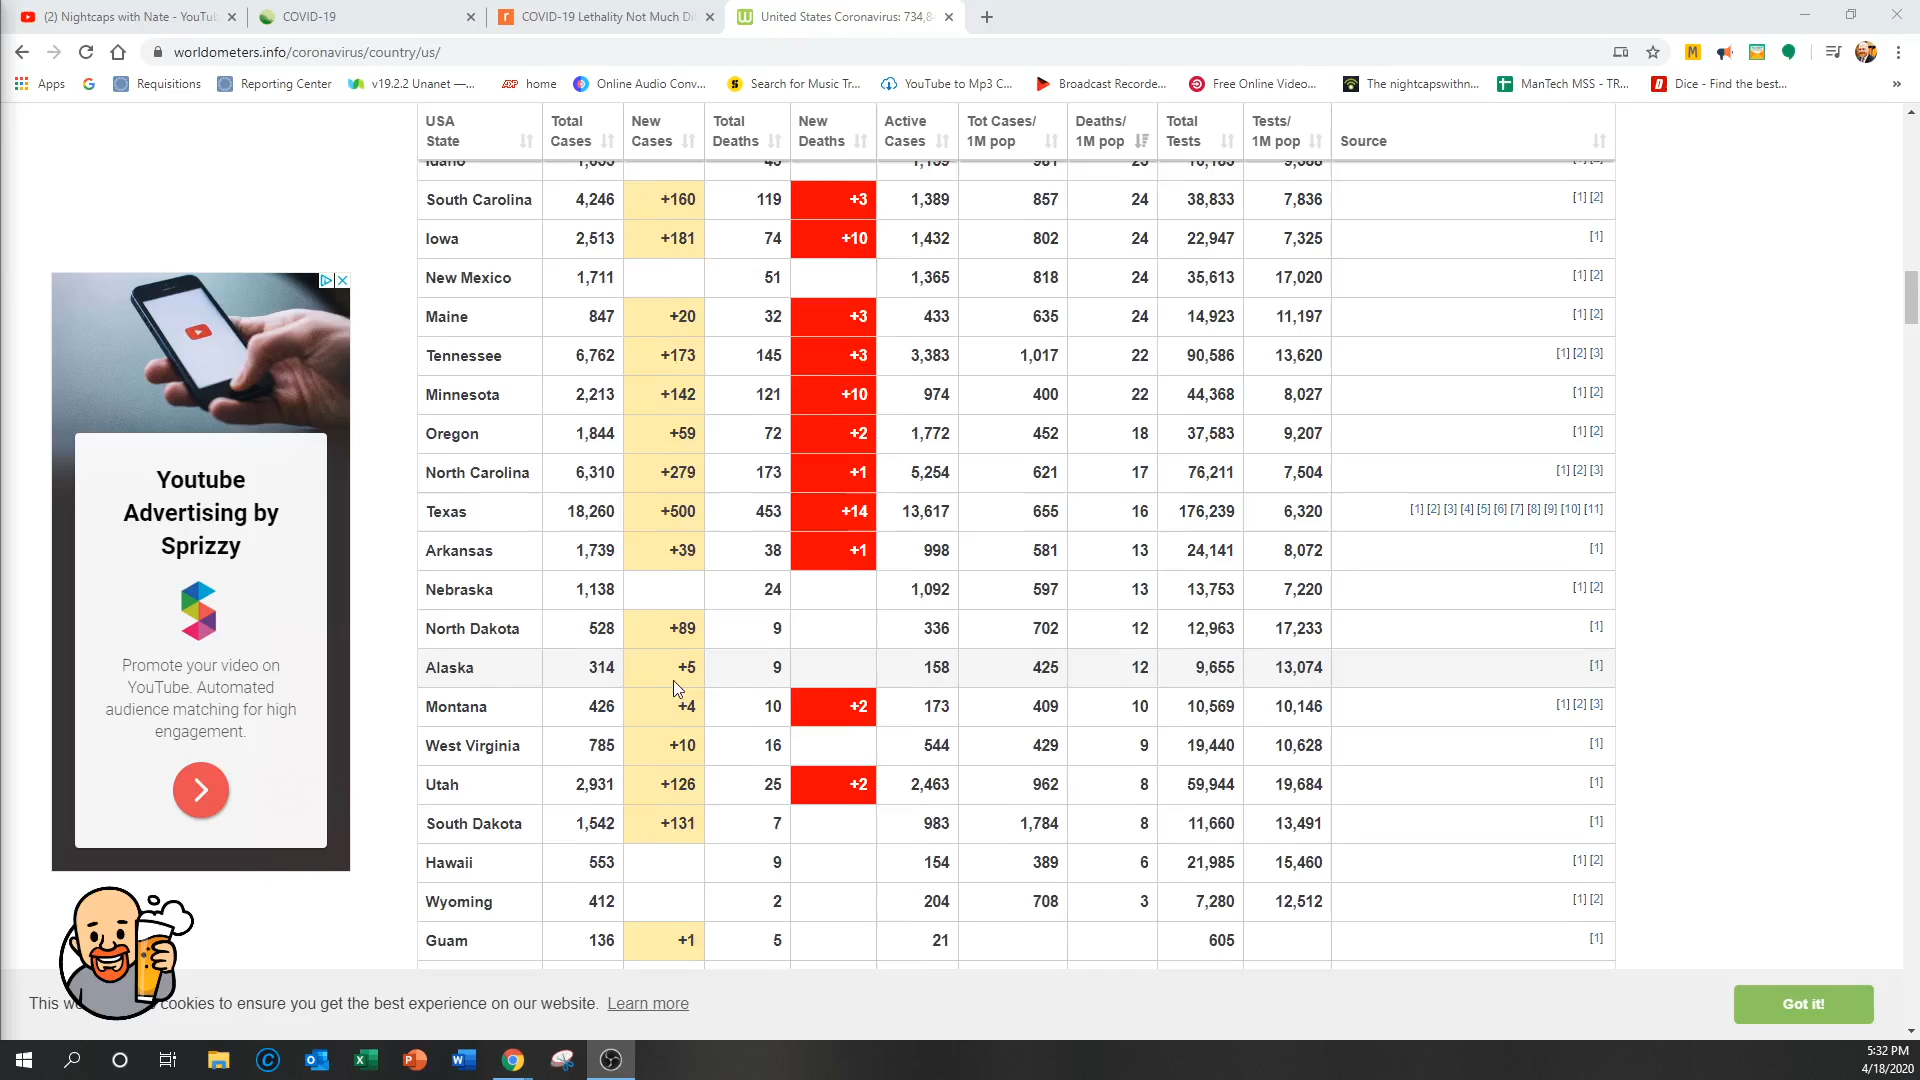 (2) Nightcaps with Nate - YouTu
COVID-19
COVID-19 Lethality Not Much Di
United States Coronavirus: 734,8
worldometers.info/coronavirus/country/us/
Apps
Requisitions
Reporting Center
v19.2.2 Unanet —...
home
Online Audio Conv...
Search for Music Tr...
YouTube to Mp3 C...
Broadcast Recorde...
Free Online Video...
The nightcapswithn...
ManTech MSS - TR...
Dice - Find the best...
USA State Total Cases New Cases Total Deaths New Deaths Active Cases Tot Cases/ 1M pop Deaths/ 1M pop Total Tests Tests/ 1M pop Source
South Carolina 4,246 +160 119 +3 1,389 857 24 38,833 7,836 [1] [2]
Iowa 2,513 +181 74 +10 1,432 802 24 22,947 7,325 [1]
New Mexico 1,711 51 1,365 818 24 35,613 17,020 [1] [2]
Maine 847 +20 32 +3 433 635 24 14,923 11,197 [1] [2]
Tennessee 6,762 +173 145 +3 3,383 1,017 22 90,586 13,620 [1] [2] [3]
Minnesota 2,213 +142 121 +10 974 400 22 44,368 8,027 [1] [2]
Oregon 1,844 +59 72 +2 1,772 452 18 37,583 9,207 [1] [2]
North Carolina 6,310 +279 173 +1 5,254 621 17 76,211 7,504 [1] [2] [3]
Texas 18,260 +500 453 +14 13,617 655 16 176,239 6,320 [1] [2] [3] [4] [5] [6] [7] [8] [9] [10] [11]
Arkansas 1,739 +39 38 +1 998 581 13 24,141 8,072 [1]
Nebraska 1,138 24 1,092 597 13 13,753 7,220 [1] [2]
North Dakota 528 +89 9 336 702 12 12,963 17,233 [1]
Alaska 314 +5 9 158 425 12 9,655 13,074 [1]
Montana 426 +4 10 +2 173 409 10 10,569 10,146 [1] [2] [3]
West Virginia 785 +10 16 544 429 9 19,440 10,628 [1]
Utah 2,931 +126 25 +2 2,463 962 8 59,944 19,684 [1]
South Dakota 1,542 +131 7 983 1,784 8 11,660 13,491 [1]
Hawaii 553 9 154 389 6 21,985 15,460 [1] [2]
Wyoming 412 2 204 708 3 7,280 12,512 [1] [2]
Guam 136 +1 5 21 605 [1]
Youtube
Advertising by
Sprizzy
Promote your video on
YouTube. Automated
audience matching for high
engagement.
This we cookies to ensure you get the best experience on our website. Learn more
Got it!
5:32 PM
4/18/2020